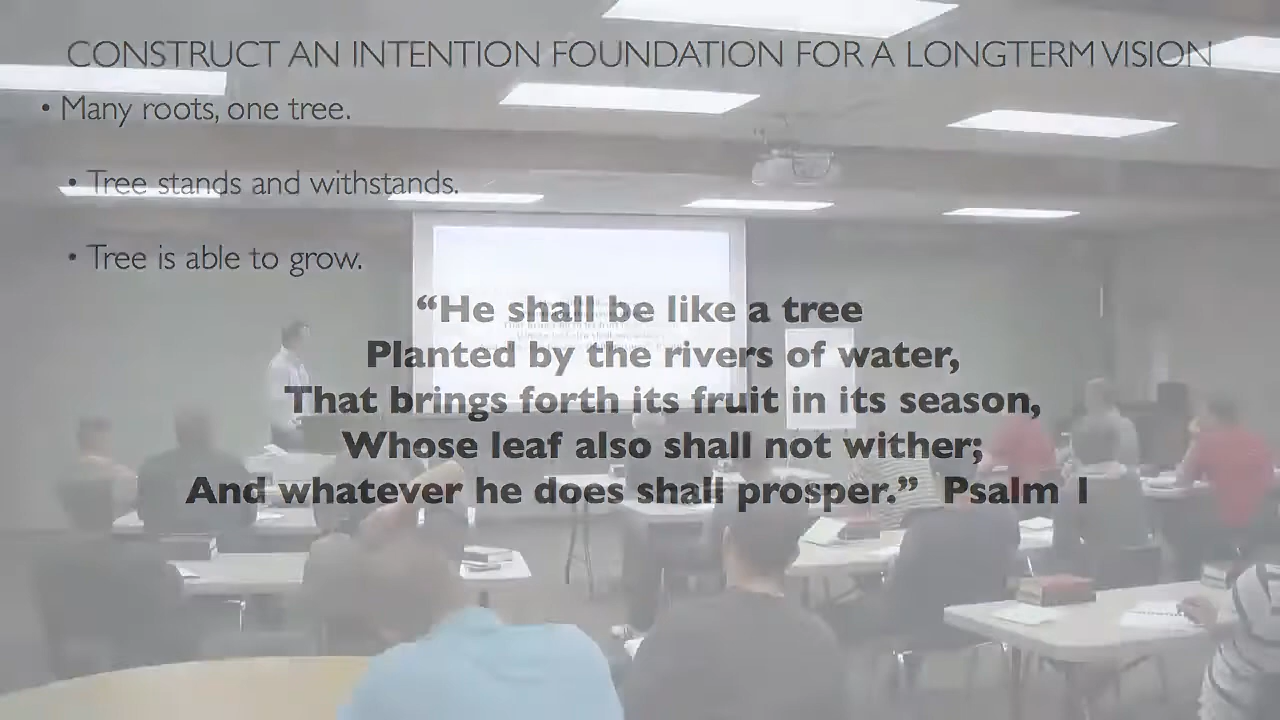 CONSTRUCT AN INTENTION FOUNDATION FOR A LONGTERM VISION
• Many roots, one tree.
• Tree stands and withstands.
• Tree is able to grow.
“He shall be like a tree
Planted by the rivers of water,
That brings forth its fruit in its season,
Whose leaf also shall not wither;
And whatever he does shall prosper.” Psalm 1